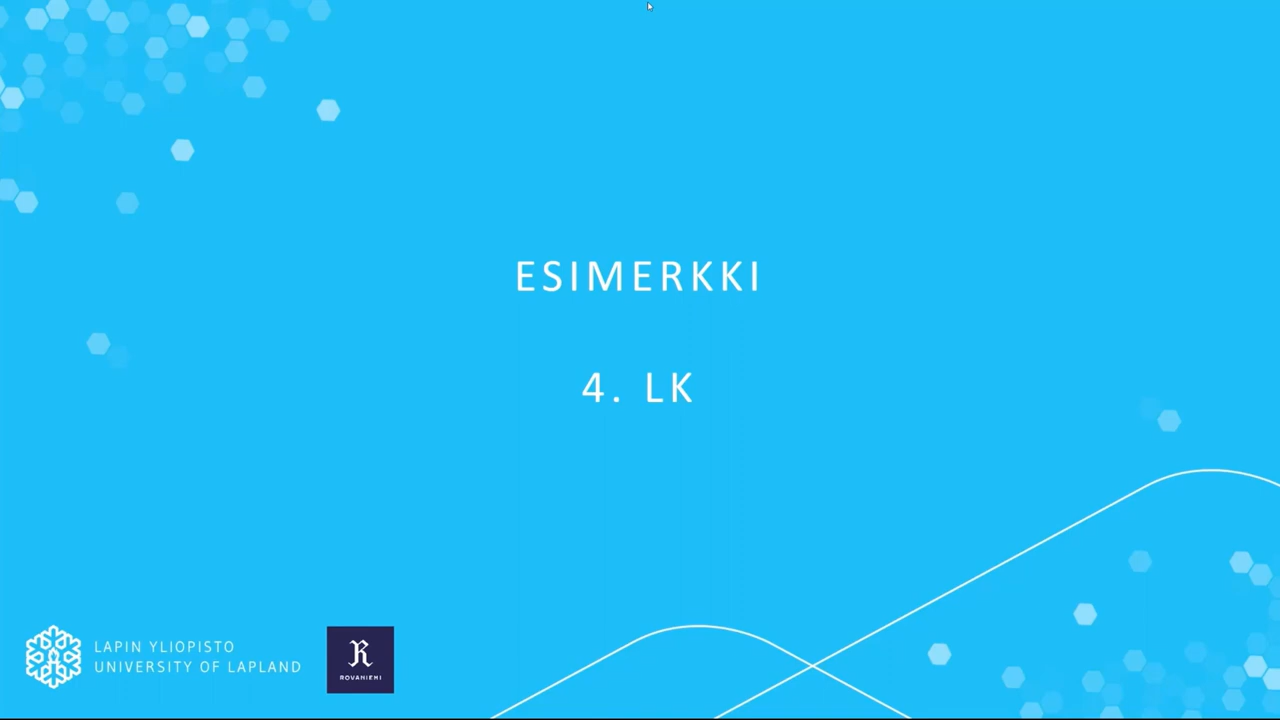 ESIMERKKI
4. LK
LAPIN YLIOPISTO
UNIVERSITY OF LAPLAND
R
ROVANIEMI